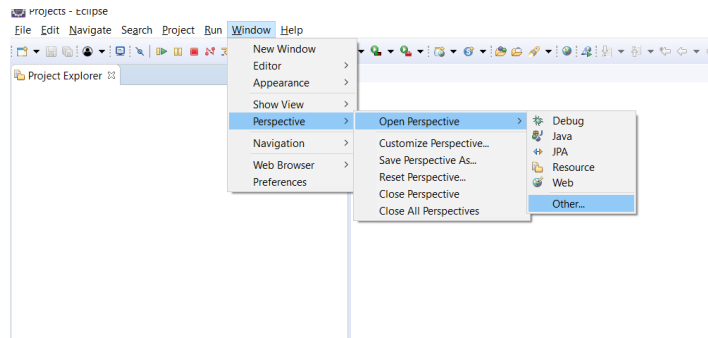 Projects - Eclipse
File Edit Navigate Search Project Run Window Help
Project Explorer
New Window
Editor
Appearance
Show View
Perspective
Navigation
Web Browser
Preferences
Open Perspective
Customize Perspective...
Save Perspective As...
Reset Perspective...
Close Perspective
Close All Perspectives
Debug
Java
JPA
Resource
Web
Other...